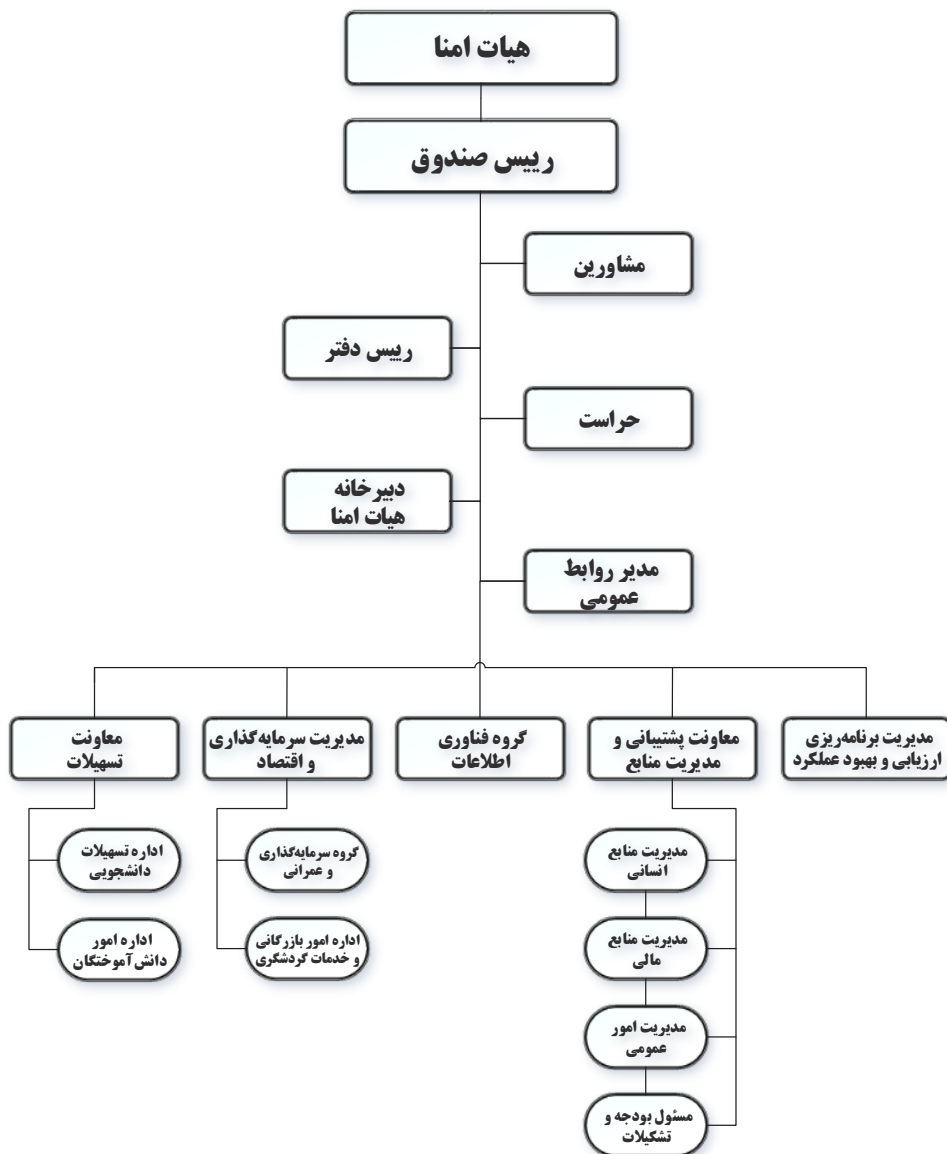 هیات امنا
رییس صندوق
مشاورین
رییس دفتر
حراست
دبیرخانه
هیات امنا
مدیر روابط
عمومی
مدیریت برنامه‌ریزی
ارزیابی و بهبود عملکرد
معاونت پشتیبانی و
مدیریت منابع
گروه فناوری
اطلاعات
مدیریت سرمایه‌گذاری
و اقتصاد
معاونت
تسهیلات
مدیریت منابع
انسانی
مدیریت منابع
مالی
مدیریت امور
عمومی
مسئول بودجه و
تشکیلات
گروه سرمایه‌گذاری
و عمرانی
اداره امور بازرگانی
و خدمات گردشگری
اداره تسهیلات
دانشجویی
اداره امور
دانش‌آموختگان